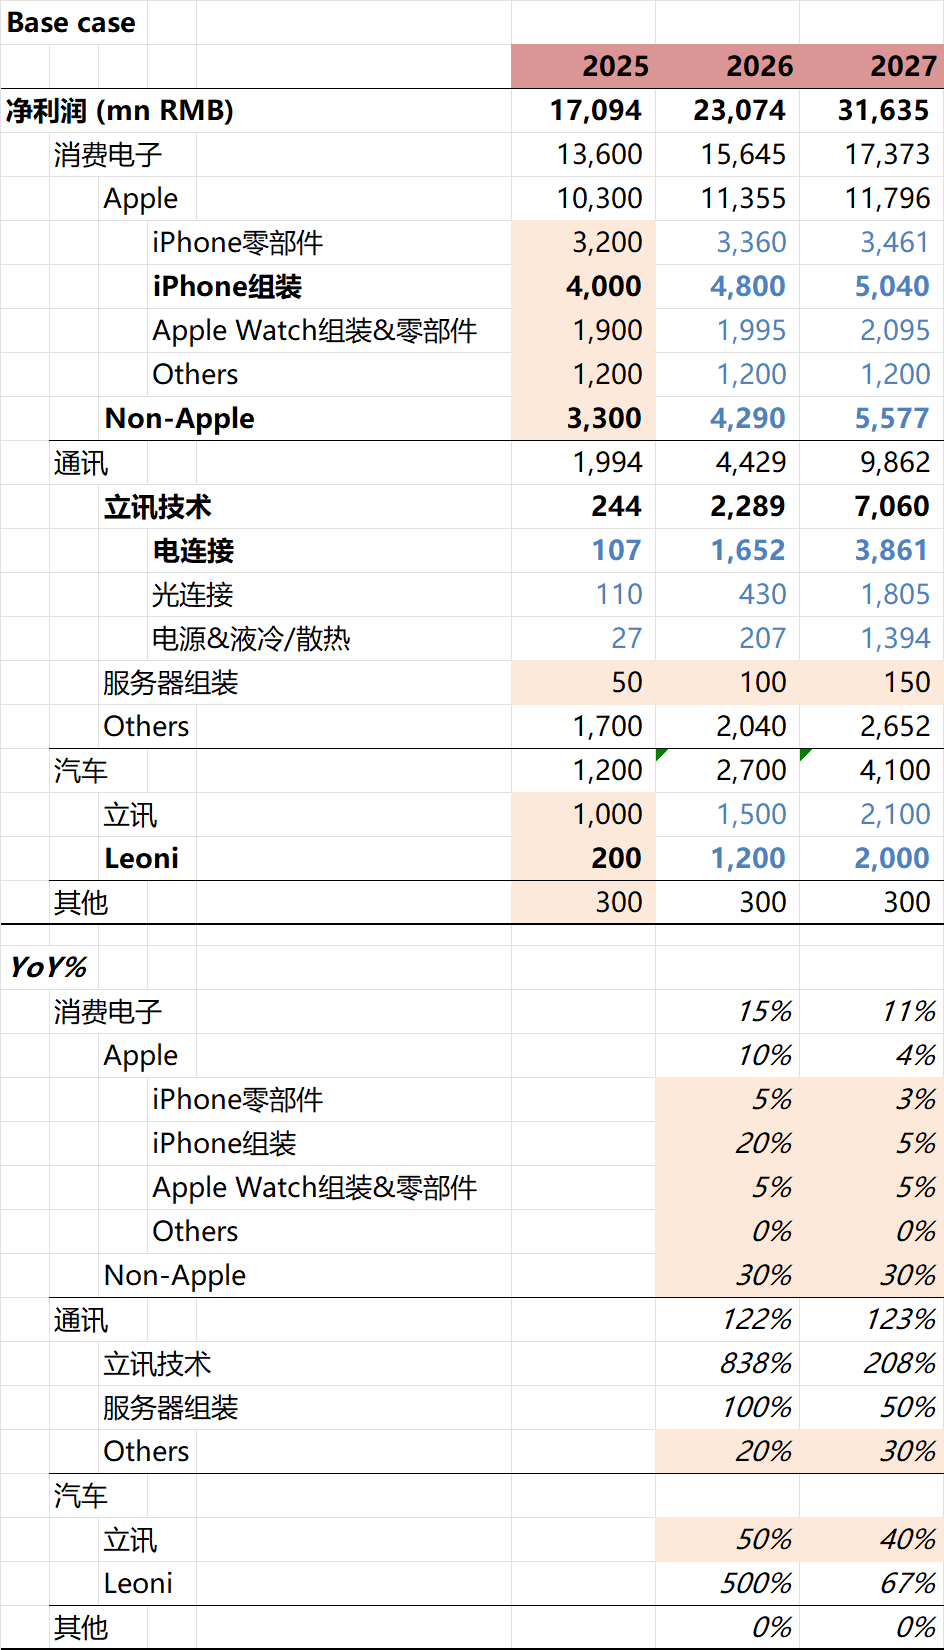 Base case
2025 2026 2027
净利润 (mn RMB) 17,094 23,074 31,635
消费电子 13,600 15,645 17,373
Apple 10,300 11,355 11,796
iPhone零部件 3,200 3,360 3,461
iPhone组装 4,000 4,800 5,040
Apple Watch组装&零部件 1,900 1,995 2,095
Others 1,200 1,200 1,200
Non-Apple 3,300 4,290 5,577
通讯 1,994 4,429 9,862
立讯技术 244 2,289 7,060
电连接 107 1,652 3,861
光连接 110 430 1,805
电源&液冷/散热 27 207 1,394
服务器组装 50 100 150
Others 1,700 2,040 2,652
汽车 1,200 2,700 4,100
立讯 1,000 1,500 2,100
Leoni 200 1,200 2,000
其他 300 300 300
YoY%
消费电子 15% 11%
Apple 10% 4%
iPhone零部件 5% 3%
iPhone组装 20% 5%
Apple Watch组装&零部件 5% 5%
Others 0% 0%
Non-Apple 30% 30%
通讯 122% 123%
立讯技术 838% 208%
服务器组装 100% 50%
Others 20% 30%
汽车
立讯 50% 40%
Leoni 500% 67%
其他 0% 0%